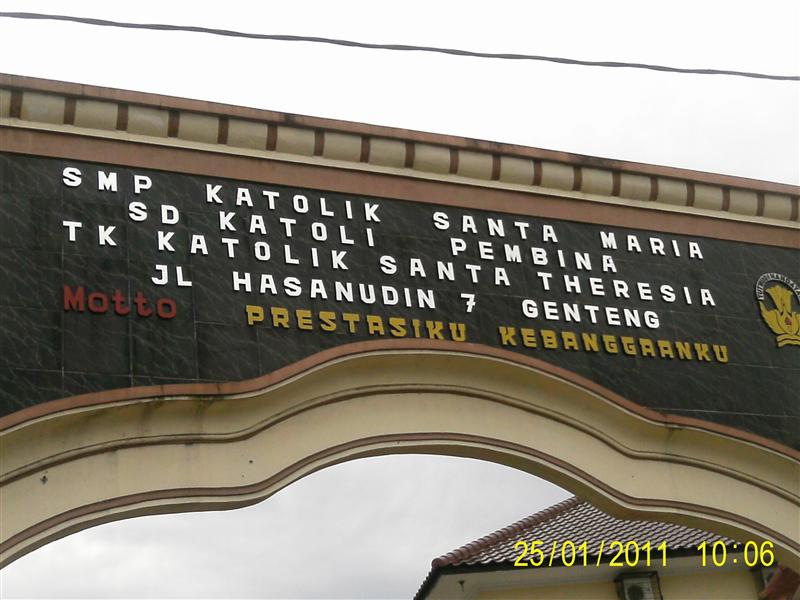 SMP KATOLIK SANTA MARIA
SD KATOLI PEMBINA
TK KATOLIK SANTA THERESIA
JL HASANUDIN 7 GENTENG
Motto PRESTASIKU KEBANGGAANKU
25/01/2011 10:06